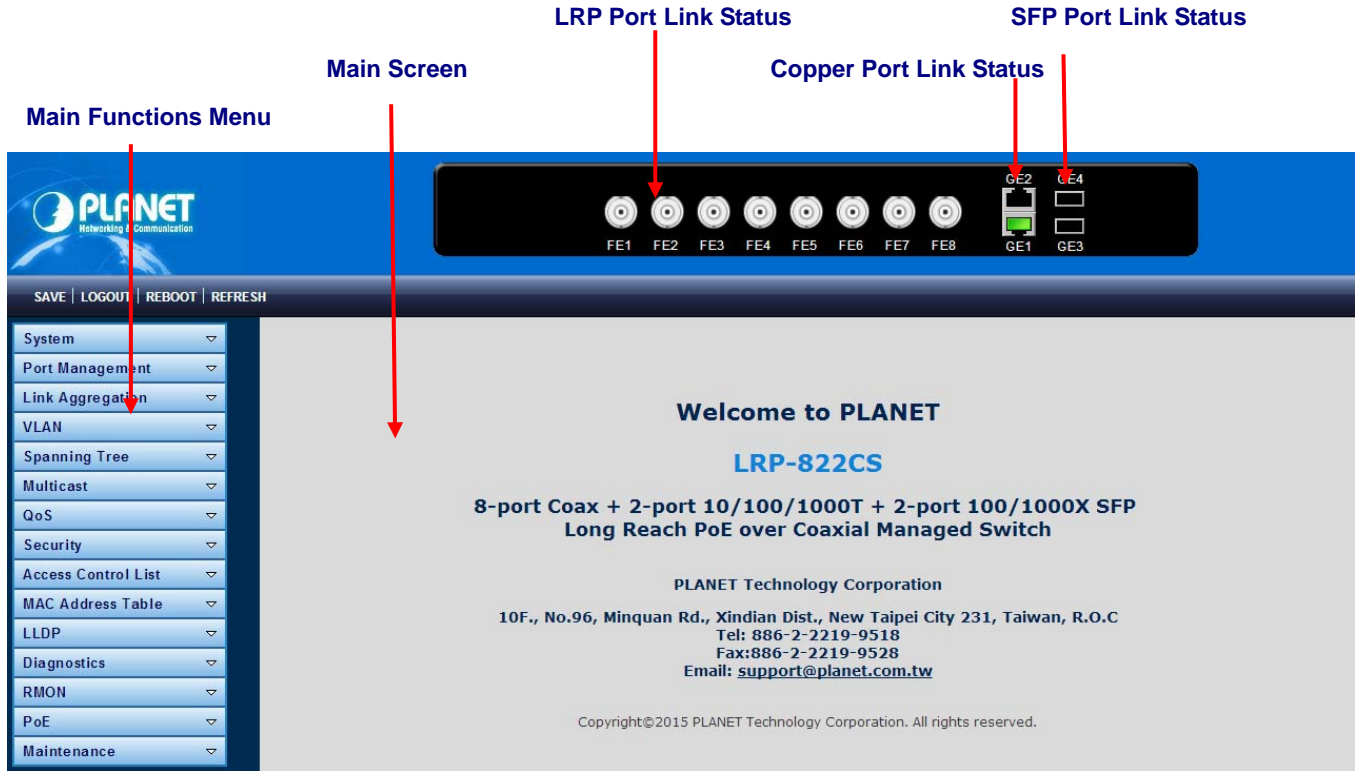 LRP Port Link Status
SFP Port Link Status
Main Screen
Copper Port Link Status
Main Functions Menu
PLANET
Networking & Communication
GE2 GE4
FE1 FE2 FE3 FE4 FE5 FE6 FE7 FE8
GE1 GE3
SAVE | LOGOUT | REBOOT | REFRESH
System
Port Management
Link Aggregation
VLAN
Spanning Tree
Multicast
QoS
Security
Access Control List
MAC Address Table
LLDP
Diagnostics
RMON
PoE
Maintenance
Welcome to PLANET
LRP-822CS
8-port Coax + 2-port 10/100/1000T + 2-port 100/1000X SFP
Long Reach PoE over Coaxial Managed Switch
PLANET Technology Corporation
10F., No.96, Minquan Rd., Xindian Dist., New Taipei City 231, Taiwan, R.O.C
Tel: 886-2-2219-9518
Fax:886-2-2219-9528
Email: support@planet.com.tw
Copyright©2015 PLANET Technology Corporation. All rights reserved.